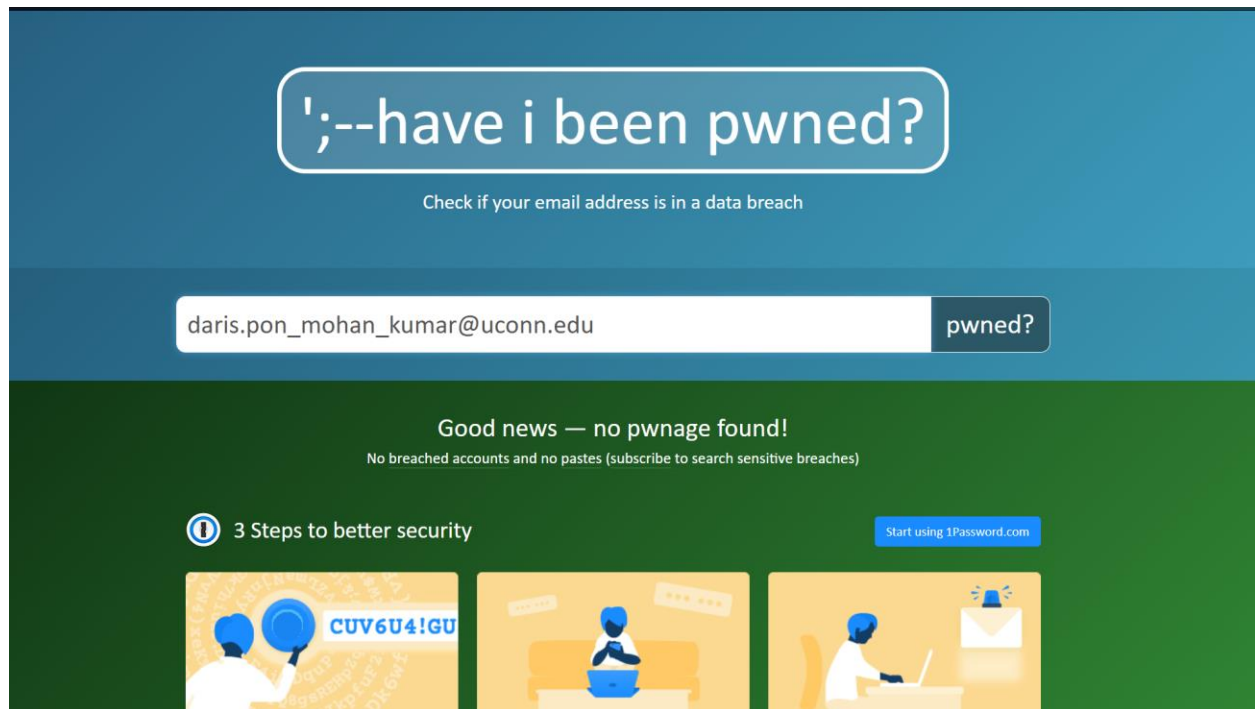 ';--have i been pwned?
Check if your email address is in a data breach
daris.pon_mohan_kumar@uconn.edu
pwned?
Good news — no pwnage found!
No breached accounts and no pastes (subscribe to search sensitive breaches)
3 Steps to better security
Start using 1Password.com
CUV6U4!GU